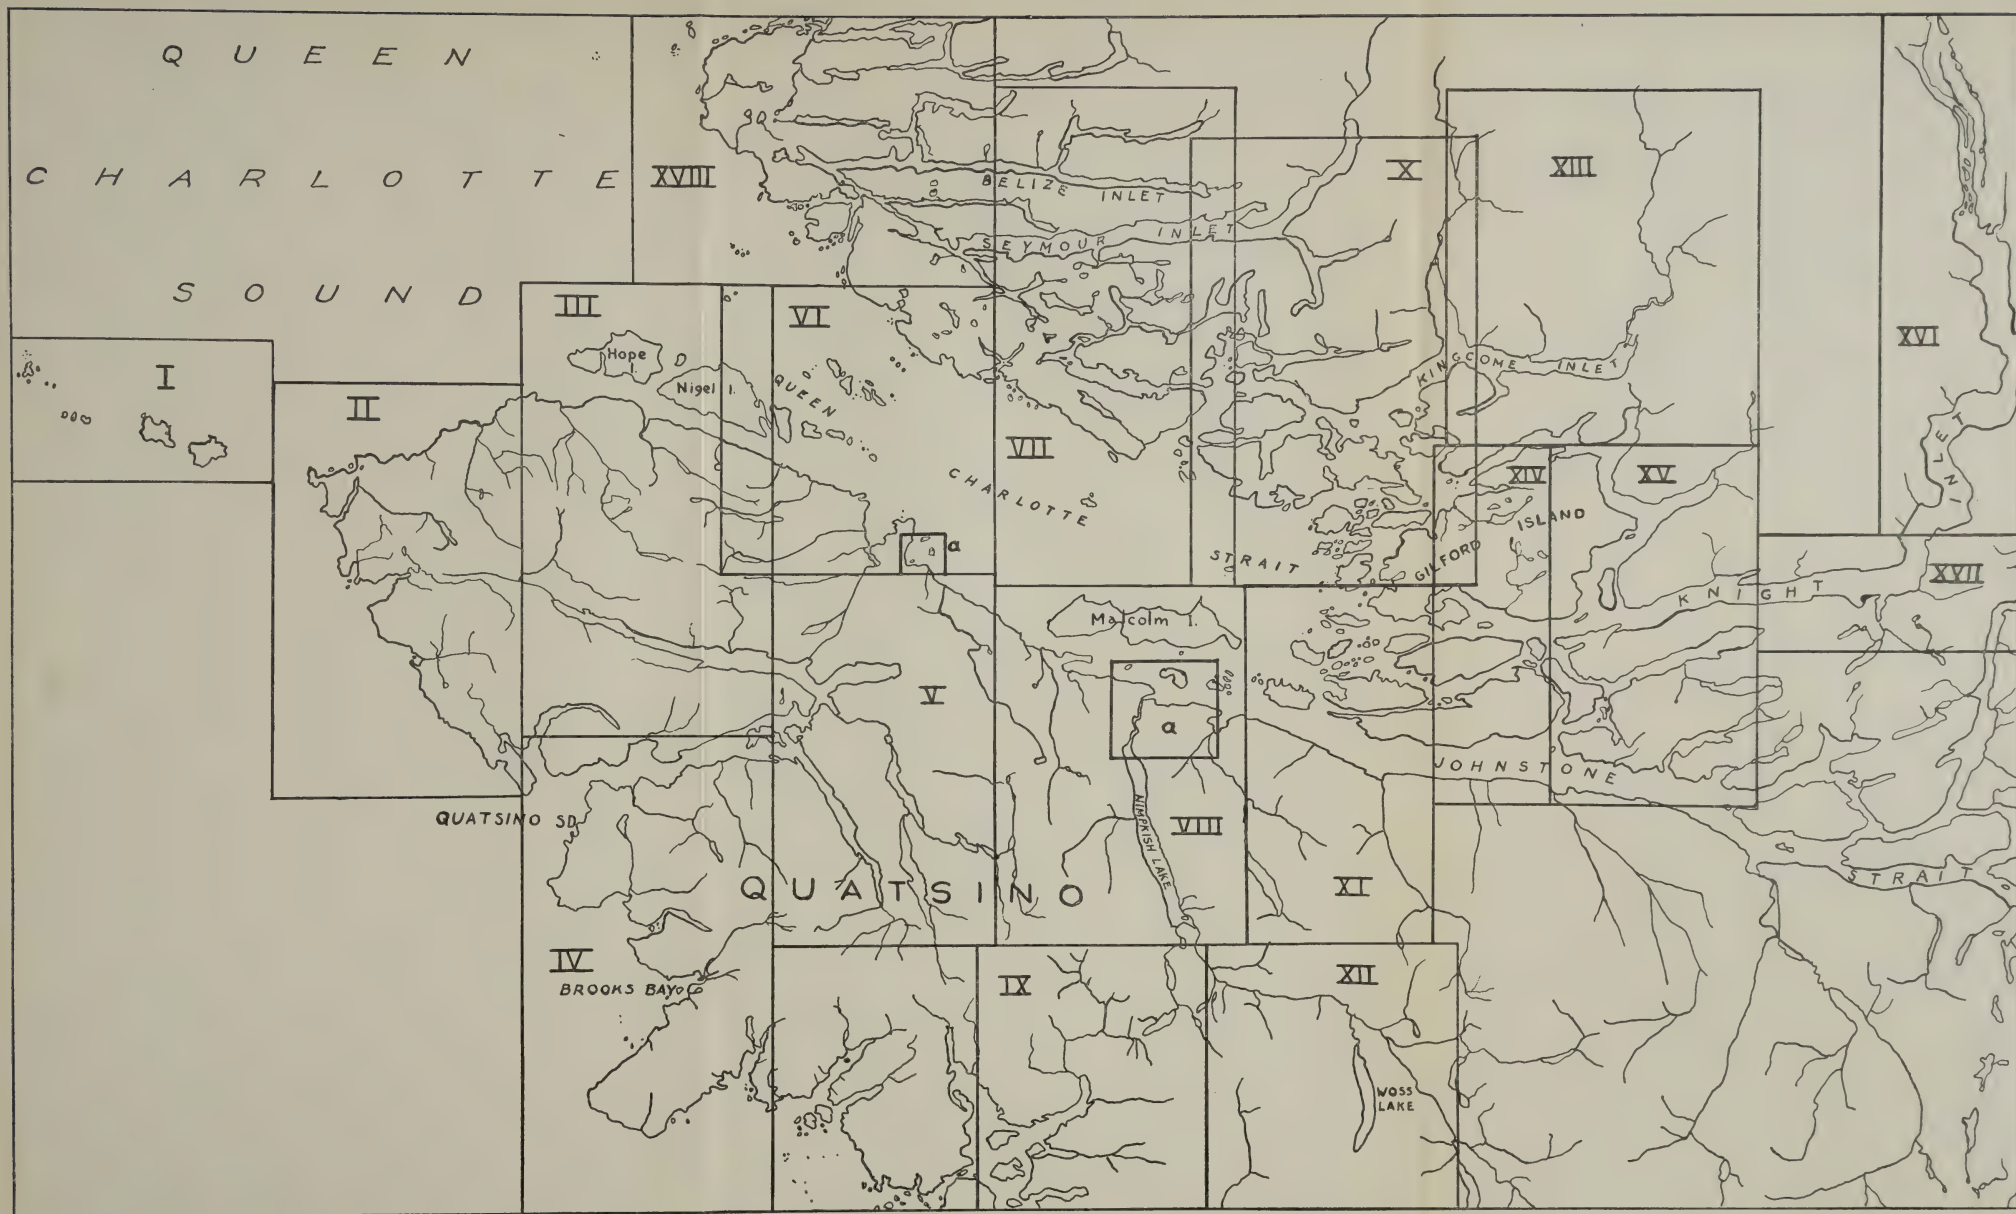 QUEEN
CHARLOTTE
SOUND
XVIII
BELIZE INLET
SEYMOUR INLET
X
XIII
XVI
INLET
I
II
III
Hope
I.
Nigel I.
VI
QUEEN
CHARLOTTE
STRAIT
VII
KINGCOME INLET
XIV
XV
GILFORD
ISLAND
a
KNIGHT
XVII
Malcolm I.
V
a
JOHNSTONE
STRAIT
QUATSINO SD.
NIMPKISH LAKE
VIII
QUATSINO
XI
IV
BROOKS BAY
IX
XII
WOSS
LAKE